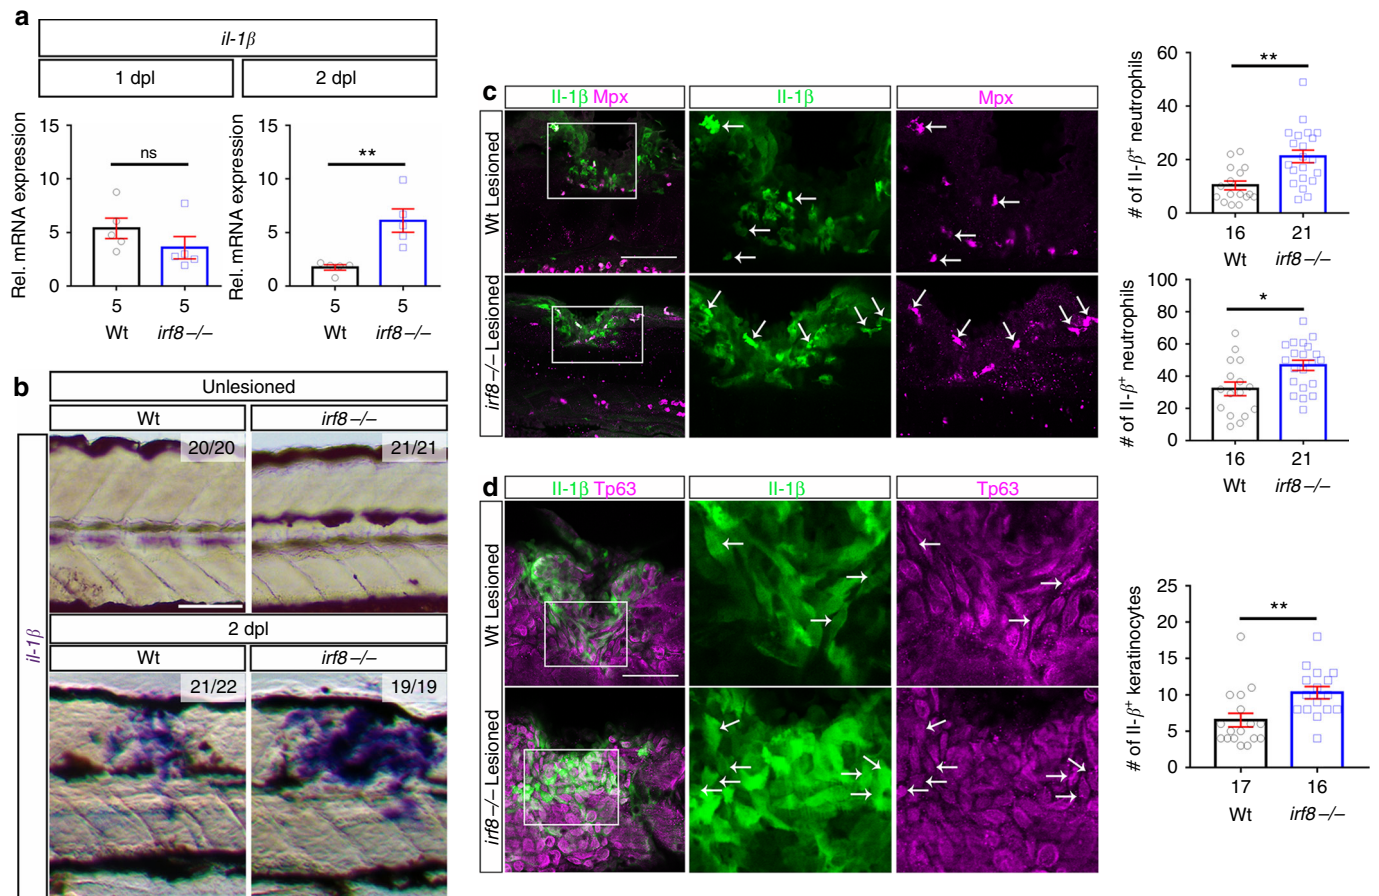 a
il-1β
1 dpl
2 dpl
Rel. mRNA expression
15
10
5
0
ns
5
5
Wt
irf8−/−
Rel. mRNA expression
15
10
5
0
**
5
5
Wt
irf8−/−
b
Unlesioned
Wt
irf8−/−
20/20
21/21
il-1β
2 dpl
Wt
irf8−/−
21/22
19/19
c
Il-1β Mpx
Il-1β
Mpx
Wt Lesioned
irf8−/− Lesioned
# of Il-β+ neutrophils
60
40
20
0
**
16
21
Wt
irf8−/−
# of Il-β+ neutrophils
100
80
60
40
20
0
*
16
21
Wt
irf8−/−
d
Il-1β Tp63
Il-1β
Tp63
Wt Lesioned
irf8−/− Lesioned
# of Il-β+ keratinocytes
25
20
15
10
5
0
**
17
16
Wt
irf8−/−